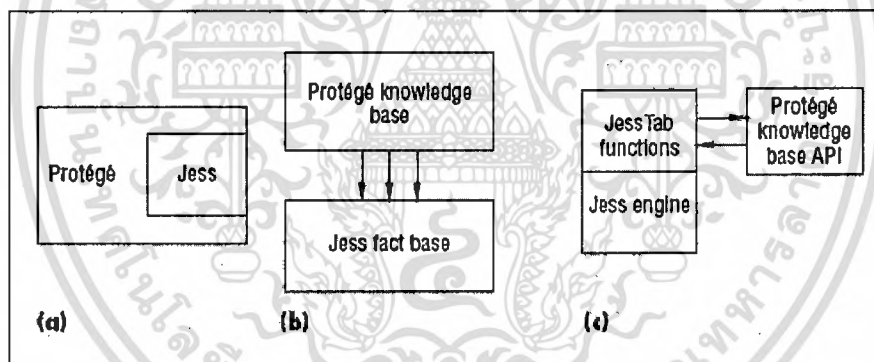 Protégé
Jess
(a)
Protégé knowledge
base
Jess fact base
(b)
JessTab
functions
Jess engine
Protégé
knowledge
base API
(c)